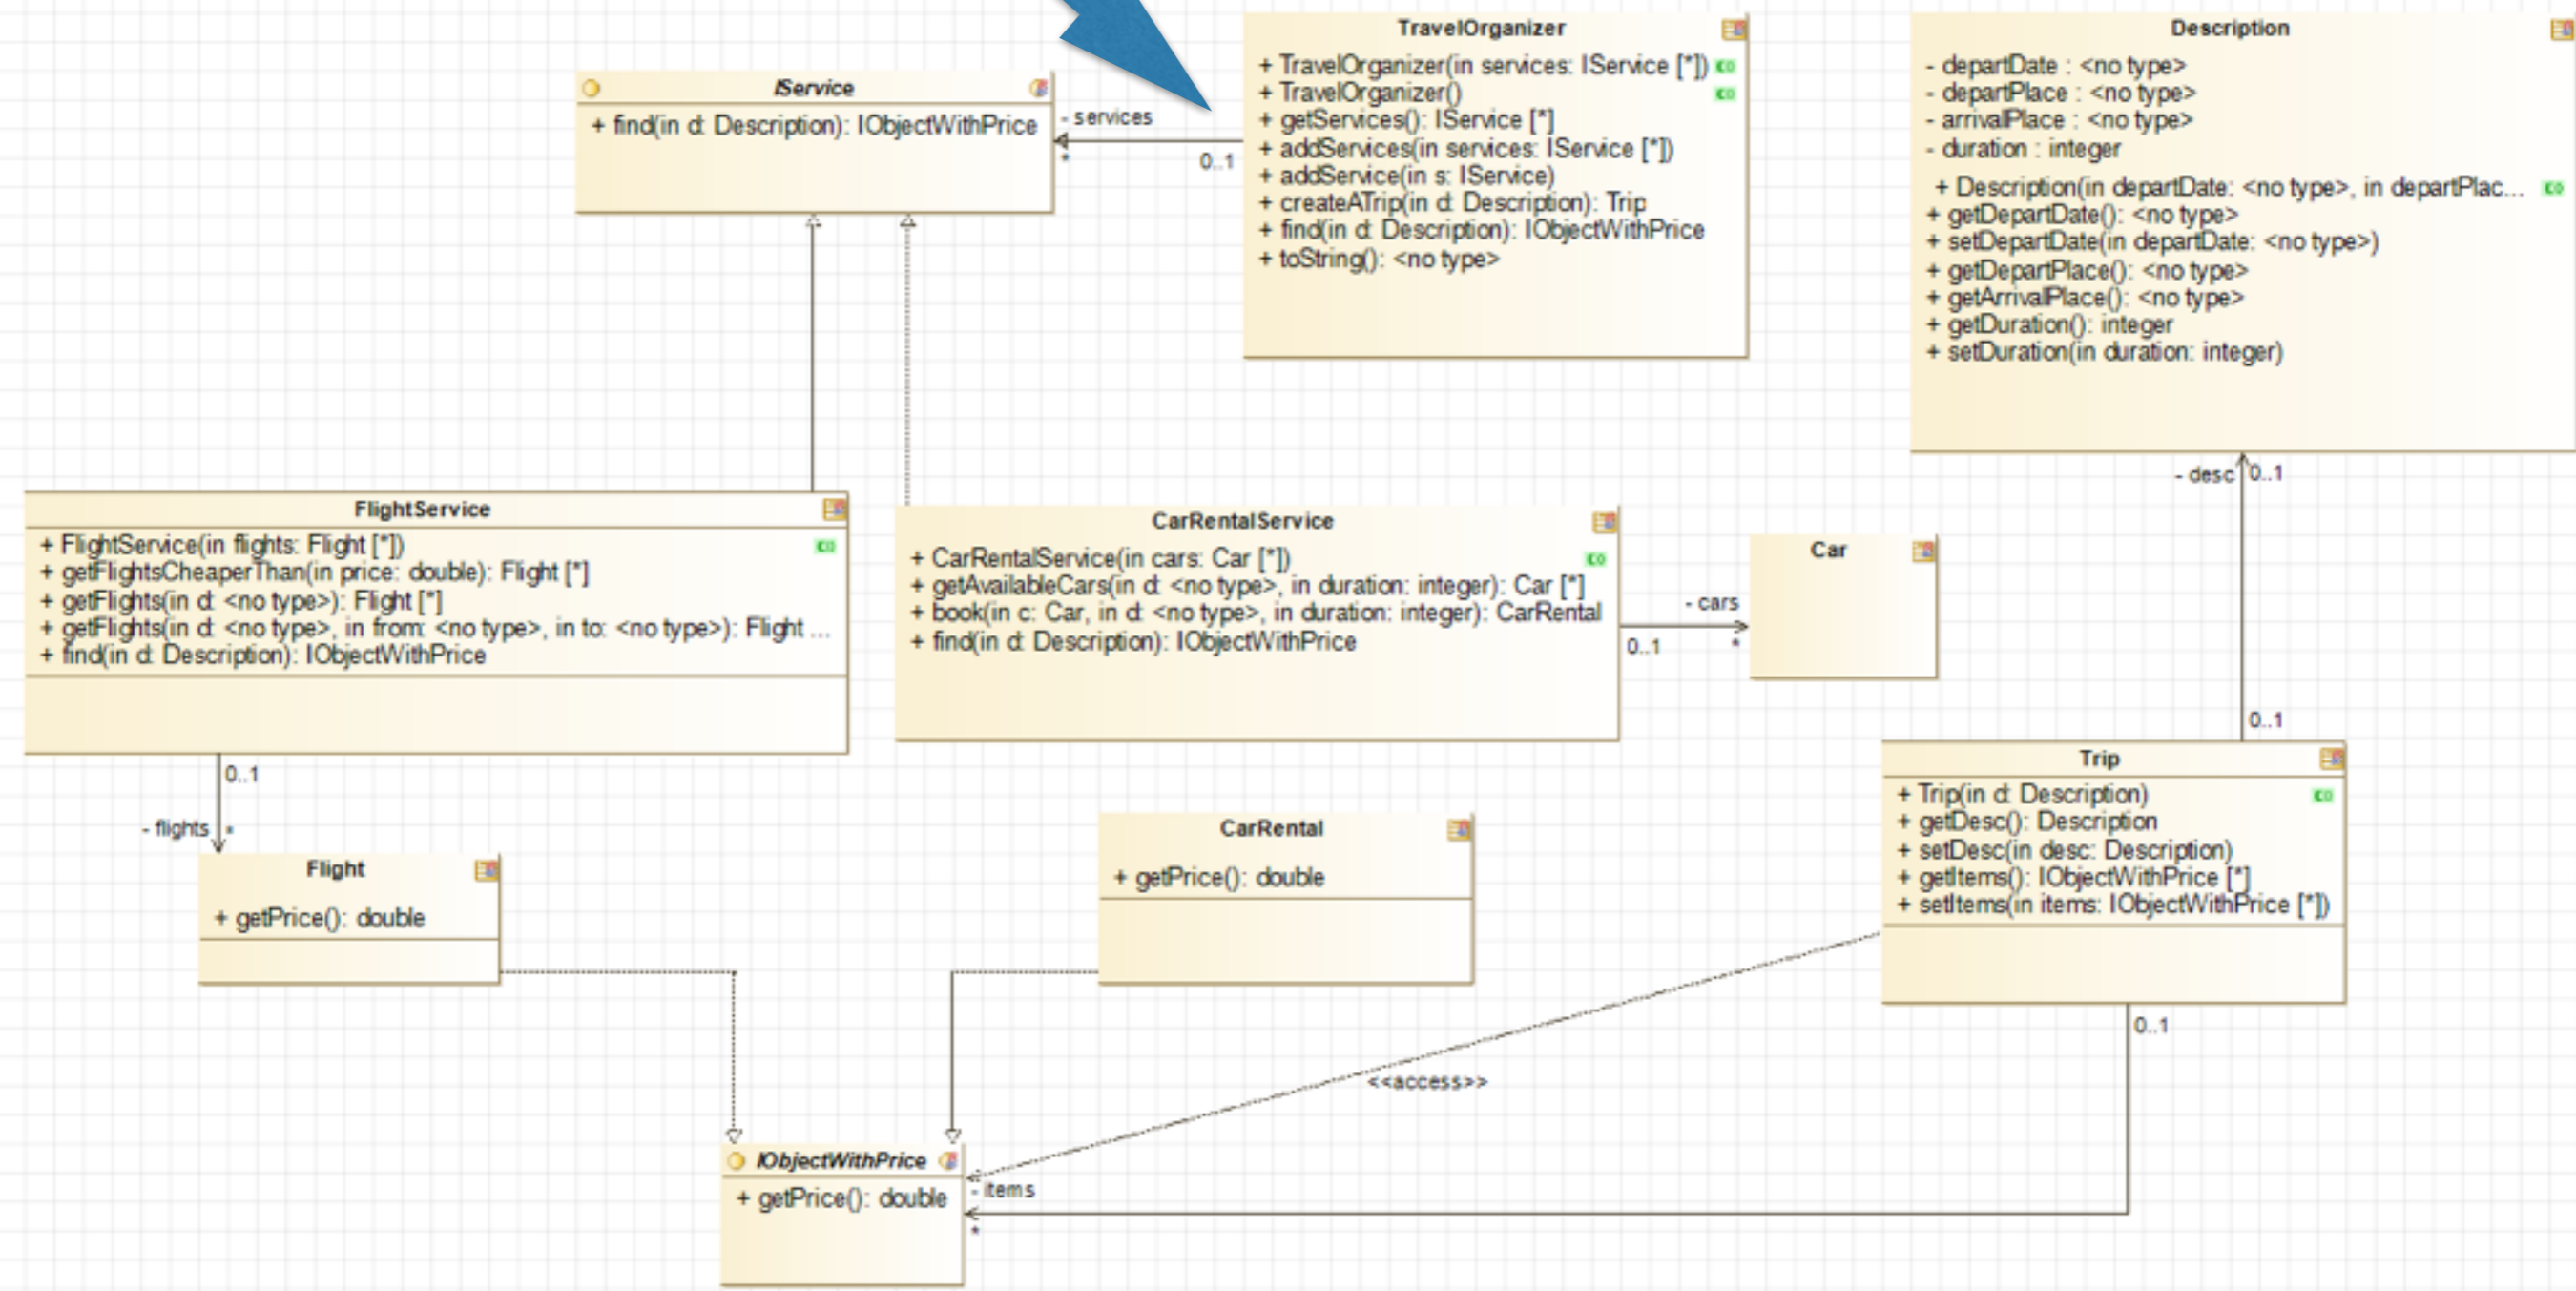 TravelOrganizer
+ TravelOrganizer(in services: IService [*])
+ TravelOrganizer()
+ getServices(): IService [*]
+ addServices(in services: IService [*])
+ addService(in s: IService)
+ createATrip(in d: Description): Trip
+ find(in d: Description): IObjectWithPrice
+ toString(): <no type>
Description
- departDate : <no type>
- departPlace : <no type>
- arrivalPlace : <no type>
- duration : integer
+ Description(in departDate: <no type>, in departPlac...
+ getDepartDate(): <no type>
+ setDepartDate(in departDate: <no type>)
+ getDepartPlace(): <no type>
+ getArrivalPlace(): <no type>
+ getDuration(): integer
+ setDuration(in duration: integer)
IService
+ find(in d: Description): IObjectWithPrice
- services
*
0..1
- desc
0..1
FlightService
+ FlightService(in flights: Flight [*])
+ getFlightsCheaperThan(in price: double): Flight [*]
+ getFlights(in d: <no type>): Flight [*]
+ getFlights(in d: <no type>, in from: <no type>, in to: <no type>): Flight ...
+ find(in d: Description): IObjectWithPrice
CarRentalService
+ CarRentalService(in cars: Car [*])
+ getAvailableCars(in d: <no type>, in duration: integer): Car [*]
+ book(in c: Car, in d: <no type>, in duration: integer): CarRental
+ find(in d: Description): IObjectWithPrice
- cars
0..1
*
Car
0..1
Trip
+ Trip(in d: Description)
+ getDesc(): Description
+ setDesc(in desc: Description)
+ getItems(): IObjectWithPrice [*]
+ setItems(in items: IObjectWithPrice [*])
0..1
- flights
*
Flight
+ getPrice(): double
CarRental
+ getPrice(): double
0..1
<<access>>
IObjectWithPrice
+ getPrice(): double
- items
*